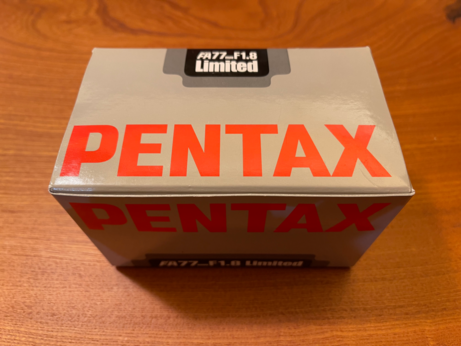 FA77mmF1.8
Limited
PENTAX
PENTAX
FA77mmF1.8 Limited